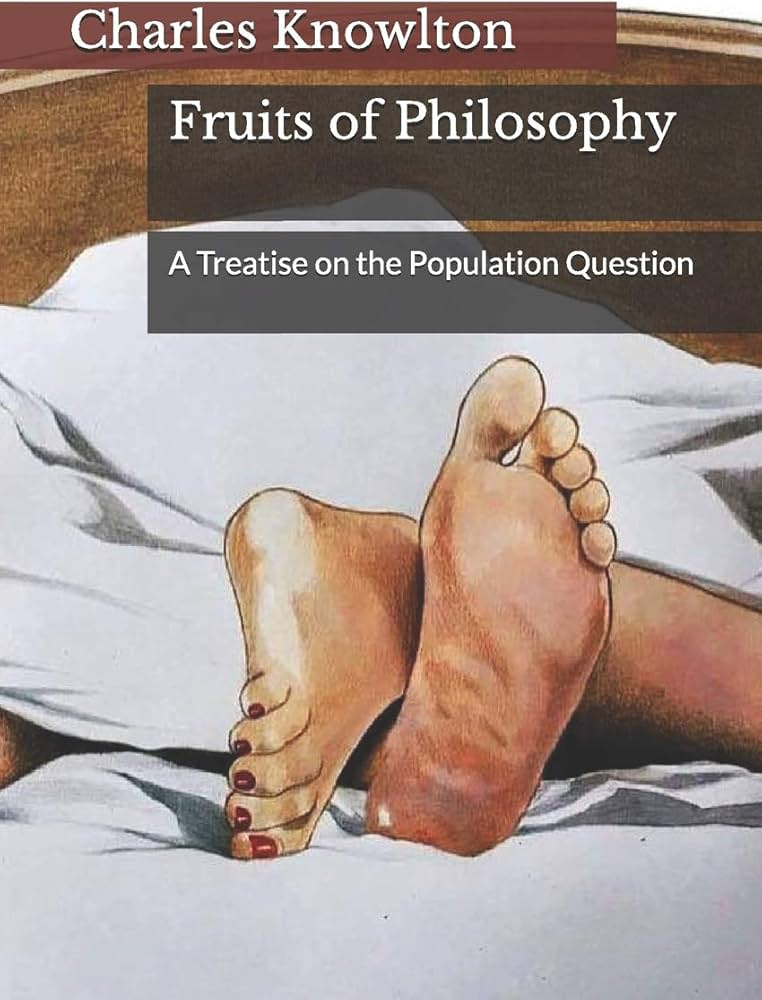 Charles Knowlton
Fruits of Philosophy
A Treatise on the Population Question